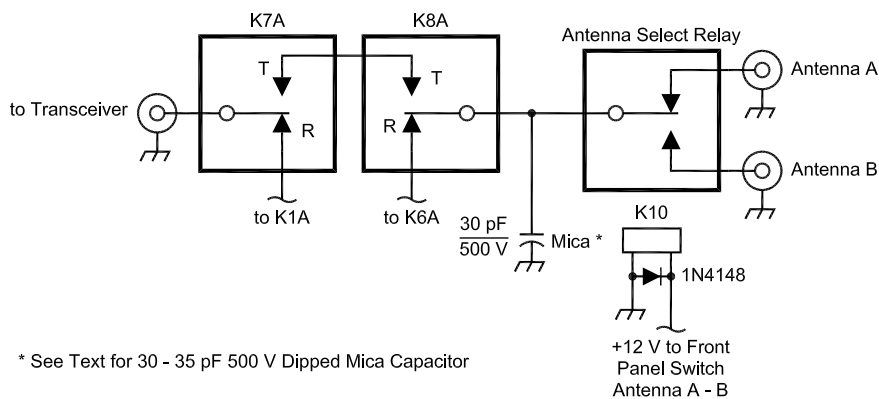 K7A
K8A
Antenna Select Relay
T
T
Antenna A
to Transceiver
R
R
Antenna B
to K1A
to K6A
K10
30 pF
500 V
Mica *
1N4148
+12 V to Front
Panel Switch
Antenna A - B
* See Text for 30 - 35 pF 500 V Dipped Mica Capacitor